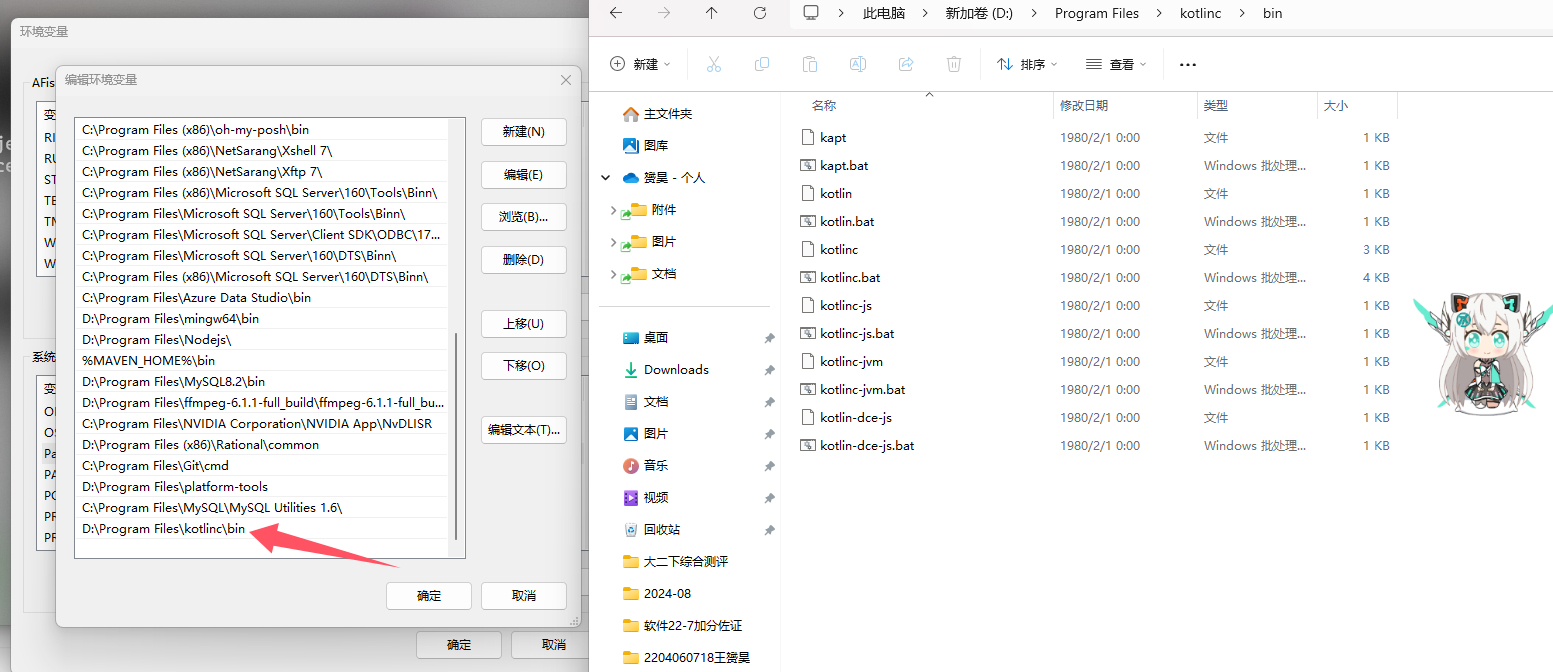 环境变量
AFis
变
RI
RU
ST
TE
TM
W
W
系统
变
O
OS
Pa
PA
PC
PR
PR
确定
取消
编辑环境变量
C:\Program Files (x86)\oh-my-posh\bin
C:\Program Files (x86)\NetSarang\Xshell 7\
C:\Program Files (x86)\NetSarang\Xftp 7\
C:\Program Files (x86)\Microsoft SQL Server\160\Tools\Binn\
C:\Program Files\Microsoft SQL Server\160\Tools\Binn\
C:\Program Files\Microsoft SQL Server\Client SDK\ODBC\17...
C:\Program Files\Microsoft SQL Server\160\DTS\Binn\
C:\Program Files (x86)\Microsoft SQL Server\160\DTS\Binn\
C:\Program Files\Azure Data Studio\bin
D:\Program Files\mingw64\bin
D:\Program Files\Nodejs\
%MAVEN_HOME%\bin
D:\Program Files\MySQL8.2\bin
D:\Program Files\ffmpeg-6.1.1-full_build\ffmpeg-6.1.1-full_bu...
C:\Program Files\NVIDIA Corporation\NVIDIA App\NvDLISR
D:\Program Files (x86)\Rational\common
C:\Program Files\Git\cmd
D:\Program Files\platform-tools
C:\Program Files\MySQL\MySQL Utilities 1.6\
D:\Program Files\kotlinc\bin
新建(N)
编辑(E)
浏览(B)...
删除(D)
上移(U)
下移(O)
编辑文本(T)...
确定
取消
此电脑 新加卷 (D:) Program Files kotlinc bin
新建 排序 查看
主文件夹
图库
赟昊 - 个人
附件
图片
文档
桌面
Downloads
文档
图片
音乐
视频
回收站
大二下综合测评
2024-08
软件22-7加分佐证
2204060718王赟昊
名称 修改日期 类型 大小
kapt 1980/2/1 0:00 文件 1 KB
kapt.bat 1980/2/1 0:00 Windows 批处理... 1 KB
kotlin 1980/2/1 0:00 文件 1 KB
kotlin.bat 1980/2/1 0:00 Windows 批处理... 1 KB
kotlinc 1980/2/1 0:00 文件 3 KB
kotlinc.bat 1980/2/1 0:00 Windows 批处理... 4 KB
kotlinc-js 1980/2/1 0:00 文件 1 KB
kotlinc-js.bat 1980/2/1 0:00 Windows 批处理... 1 KB
kotlinc-jvm 1980/2/1 0:00 文件 1 KB
kotlinc-jvm.bat 1980/2/1 0:00 Windows 批处理... 1 KB
kotlin-dce-js 1980/2/1 0:00 文件 1 KB
kotlin-dce-js.bat 1980/2/1 0:00 Windows 批处理... 1 KB